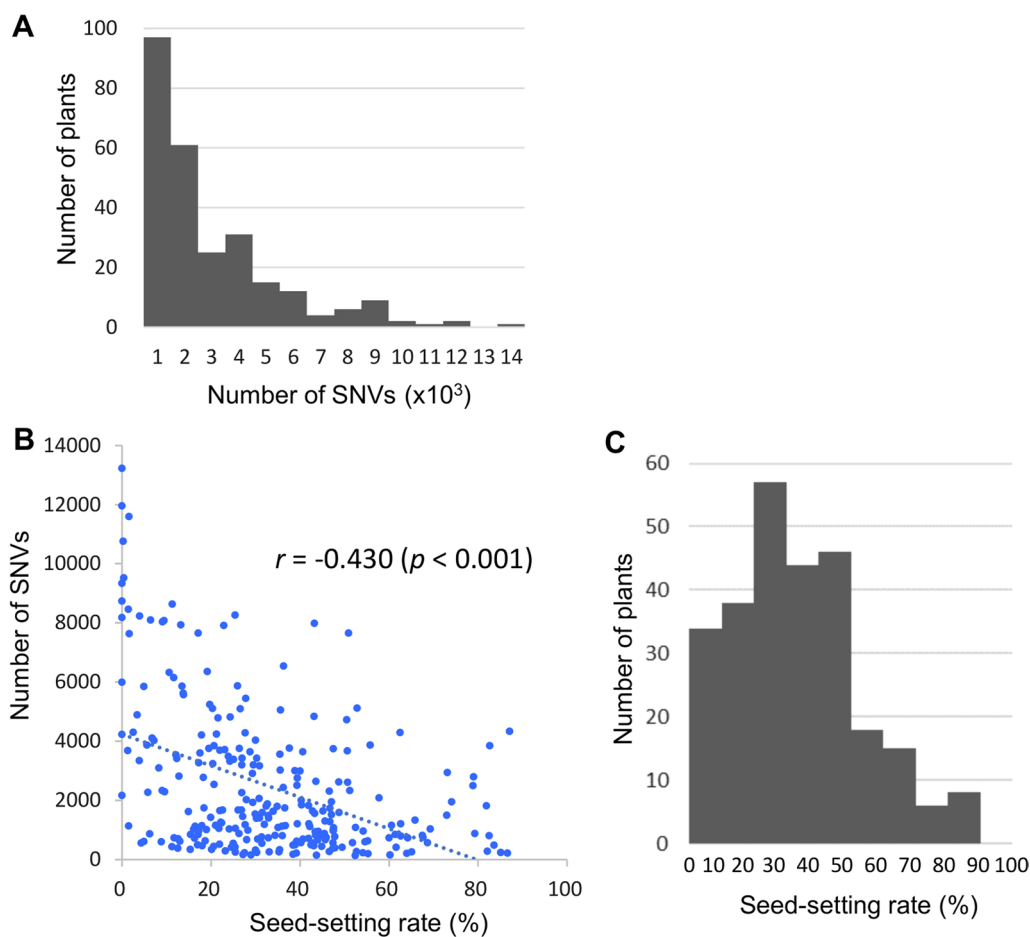 A
100
80
60
40
20
0
Number of plants
1 2 3 4 5 6 7 8 9 10 11 12 13 14
Number of SNVs (x10³)
B
14000
12000
10000
8000
6000
4000
2000
0
Number of SNVs
r = -0.430 (p < 0.001)
0 20 40 60 80 100
Seed-setting rate (%)
C
60
50
40
30
20
10
0
Number of plants
0 10 20 30 40 50 60 70 80 90 100
Seed-setting rate (%)